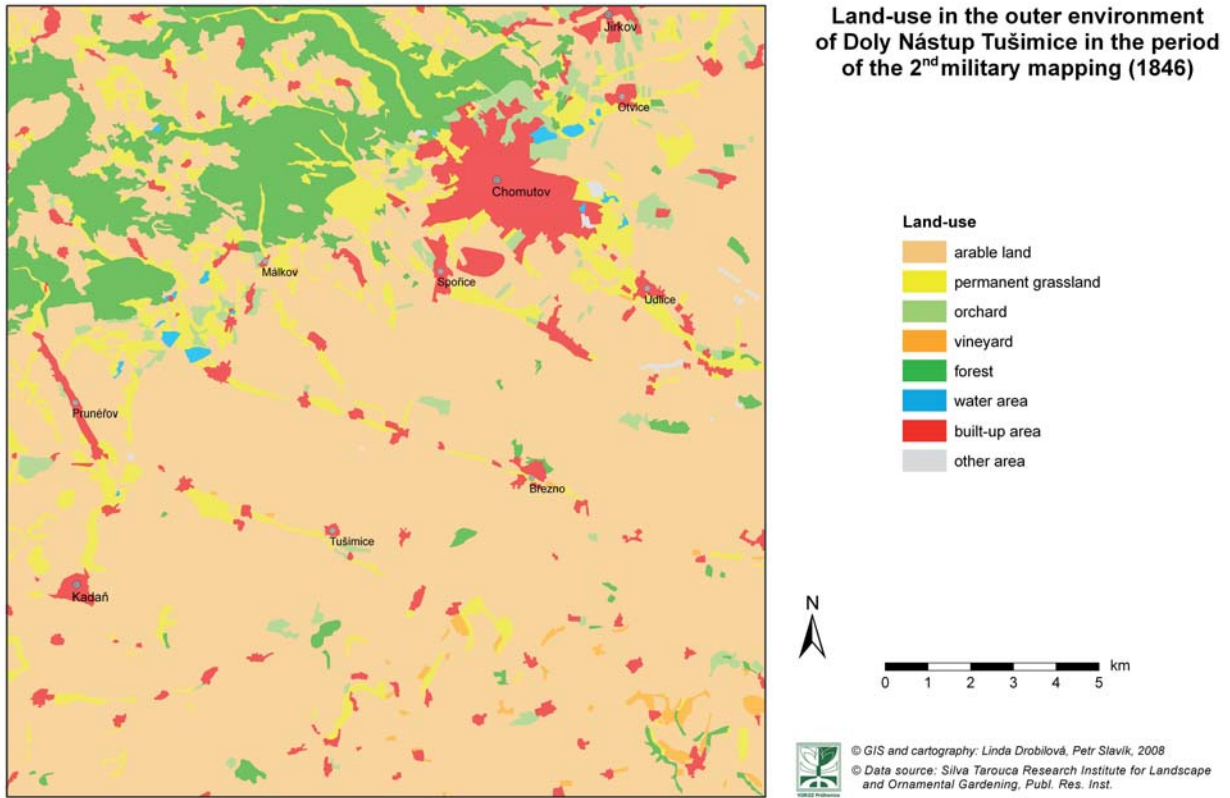 Land-use in the outer environment
of Doly Nástup Tušimice in the period
of the 2nd military mapping (1846)
Jirkov
Otvice
Chomutov
Málkov
Spořice
Údlice
Prunéřov
Březno
Tušimice
Kadaň
Land-use
arable land
permanent grassland
orchard
vineyard
forest
water area
built-up area
other area
N
km
0 1 2 3 4 5
© GIS and cartography: Linda Drobilová, Petr Slavík, 2008
© Data source: Silva Tarouca Research Institute for Landscape
and Ornamental Gardening, Publ. Res. Inst.